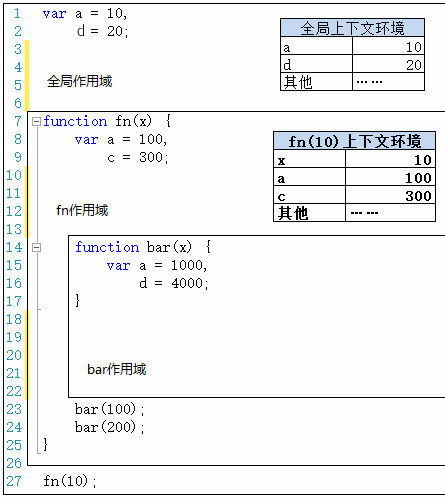 1 var a = 10,
2 d = 20;
3
4
5 全局作用域
6
7 function fn(x) {
8 var a = 100,
9 c = 300;
10
11
12 fn作用域
13
14 function bar(x) {
15 var a = 1000,
16 d = 4000;
17 }
18
19
20
21 bar作用域
22
23 bar(100);
24 bar(200);
25 }
26
27 fn(10);
全局上下文环境
a 10
d 20
其他 ……
fn(10)上下文环境
x 10
a 100
c 300
其他 ……